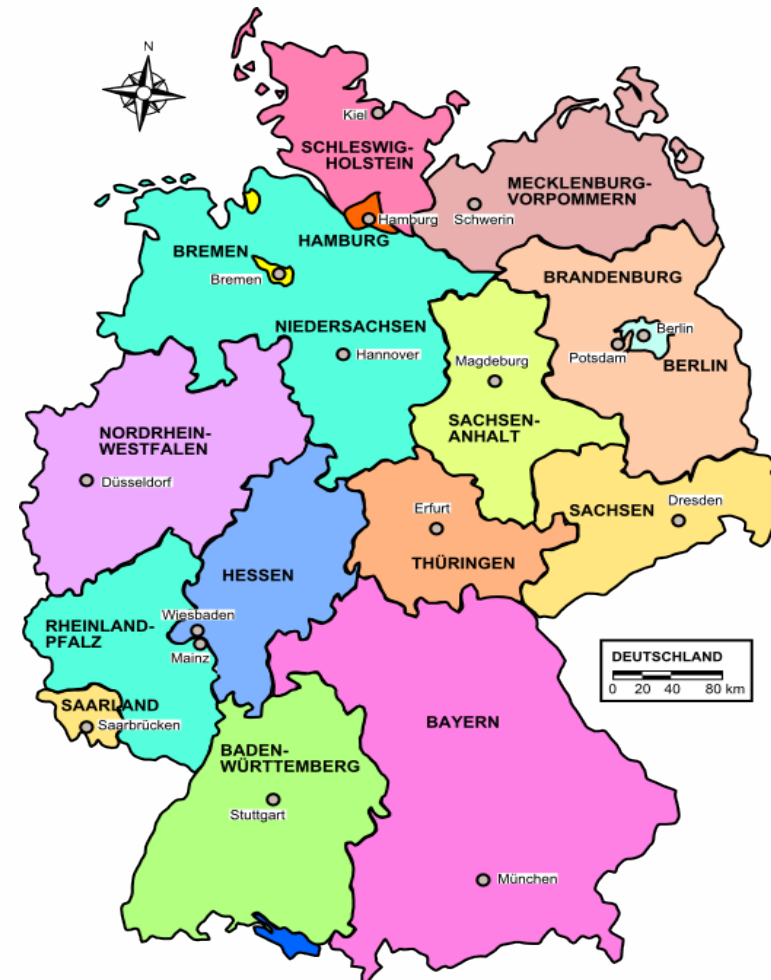 N
Kiel
SCHLESWIG-
HOLSTEIN
MECKLENBURG-
VORPOMMERN
Schwerin
Hamburg
HAMBURG
BREMEN
Bremen
BRANDENBURG
NIEDERSACHSEN
Hannover
Berlin
Potsdam
BERLIN
Magdeburg
SACHSEN-
ANHALT
NORDRHEIN-
WESTFALEN
Düsseldorf
Erfurt
THÜRINGEN
SACHSEN
Dresden
HESSEN
Wiesbaden
RHEINLAND-
PFALZ
Mainz
SAARLAND
Saarbrücken
DEUTSCHLAND
0 20 40 80 km
BAYERN
BADEN-
WÜRTTEMBERG
Stuttgart
München